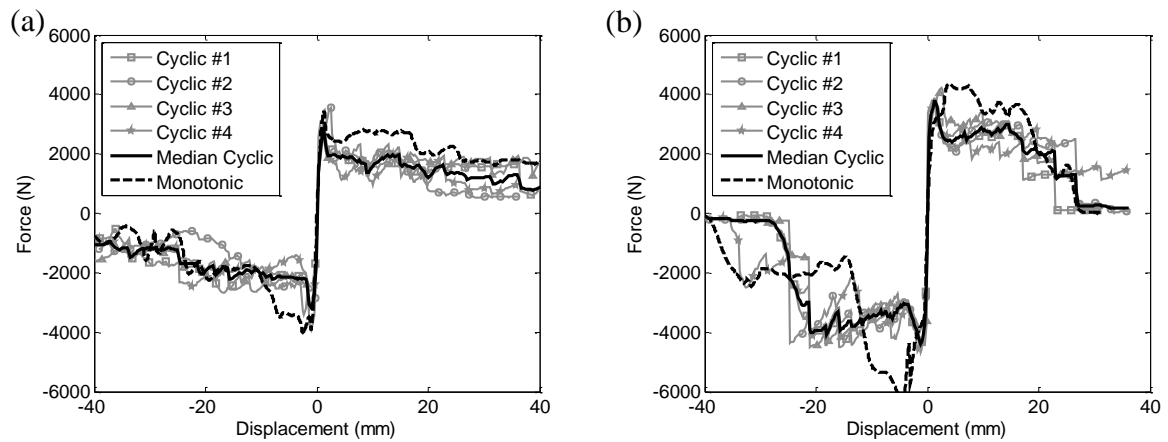 (a)
6000
4000
2000
0
-2000
-4000
-6000
-40
-20
0
20
40
Force (N)
Displacement (mm)
Cyclic #1
Cyclic #2
Cyclic #3
Cyclic #4
Median Cyclic
Monotonic
(b)
6000
4000
2000
0
-2000
-4000
-6000
-40
-20
0
20
40
Force (N)
Displacement (mm)
Cyclic #1
Cyclic #2
Cyclic #3
Cyclic #4
Median Cyclic
Monotonic